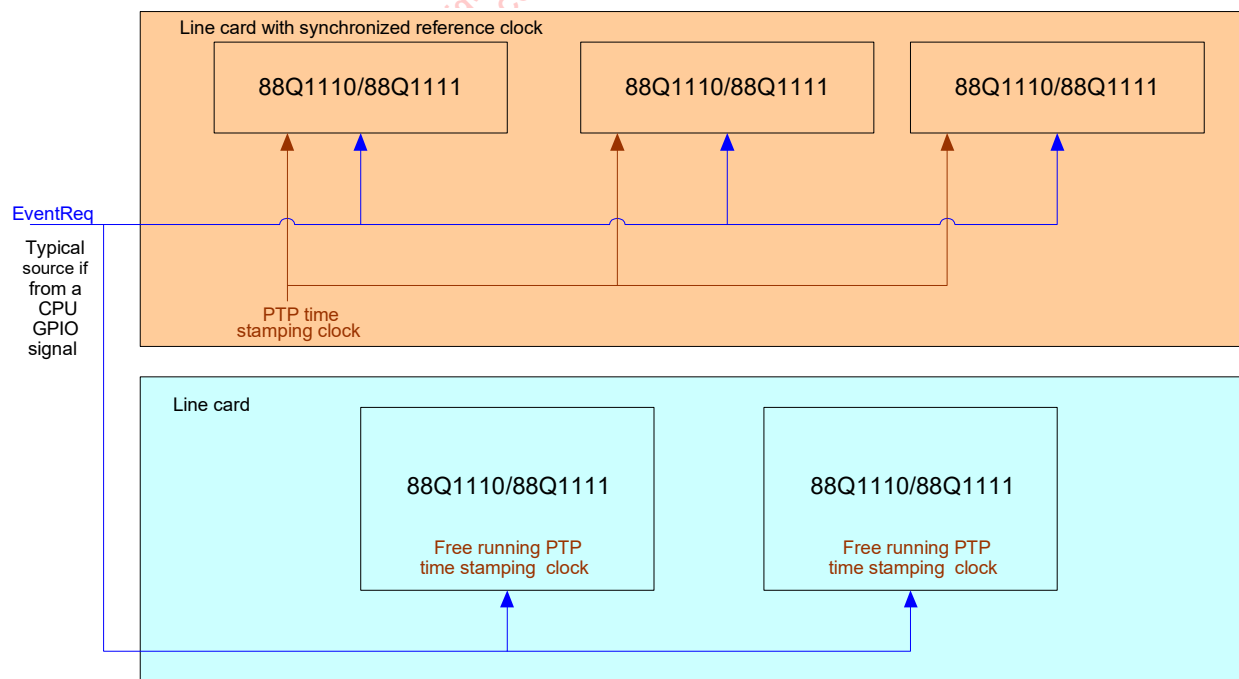 Line card with synchronized reference clock
88Q1110/88Q1111
88Q1110/88Q1111
88Q1110/88Q1111
EventReq
Typical
source if
from a
CPU
GPIO
signal
PTP time
stamping clock
Line card
88Q1110/88Q1111
88Q1110/88Q1111
Free running PTP
time stamping clock
Free running PTP
time stamping clock